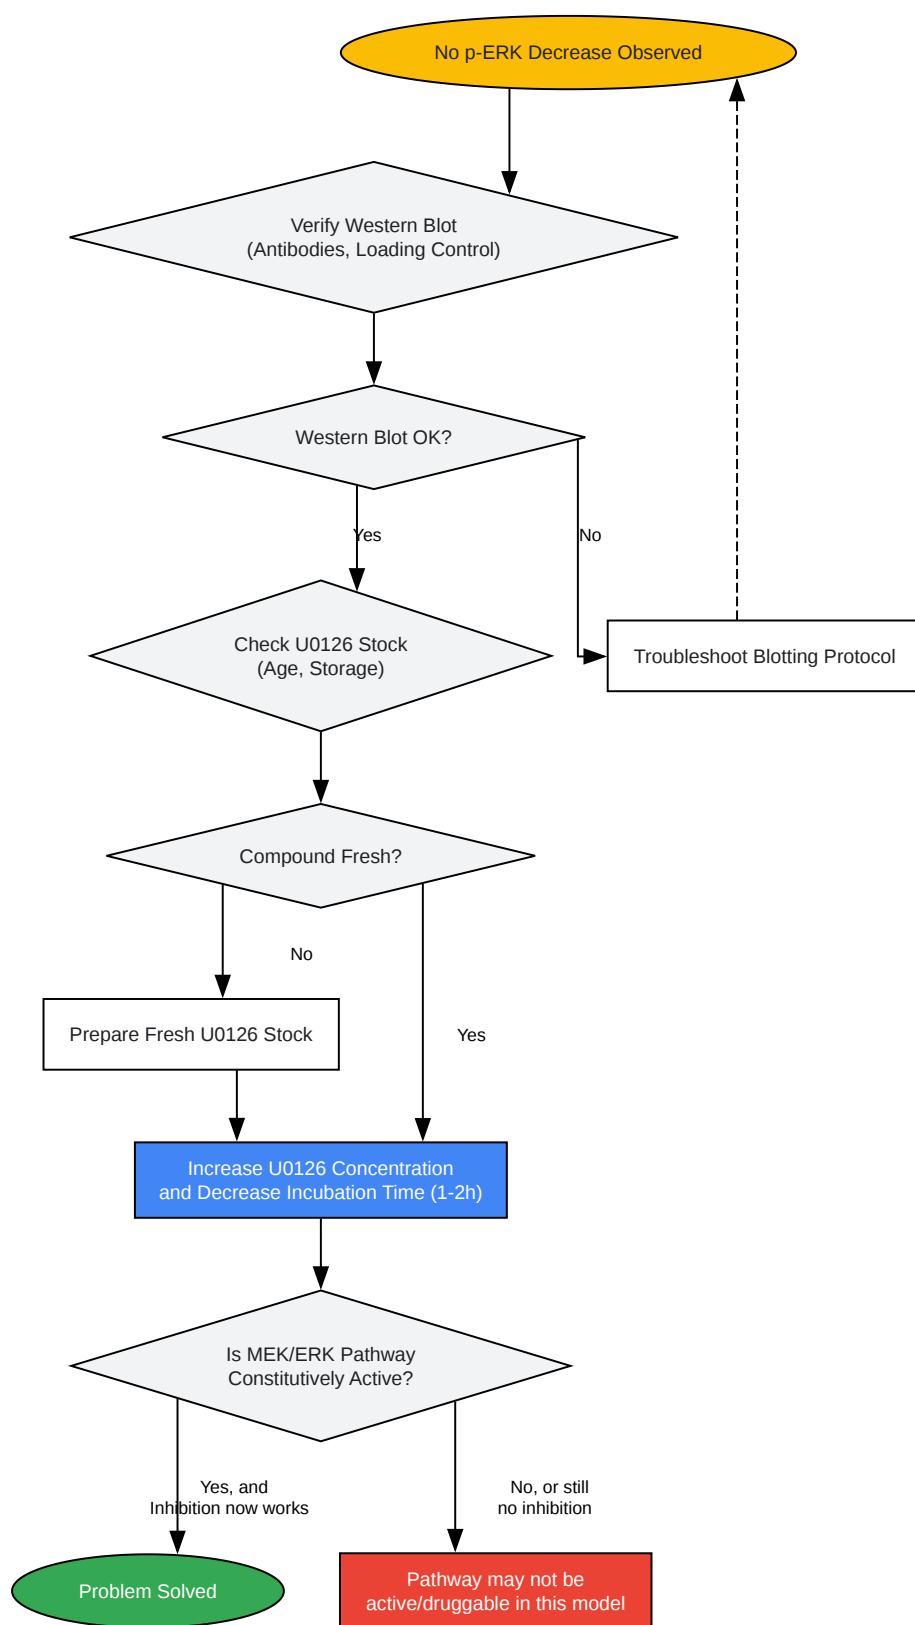 No p-ERK Decrease Observed
Verify Western Blot
(Antibodies, Loading Control)
Western Blot OK?
Yes
No
Check U0126 Stock
(Age, Storage)
Troubleshoot Blotting Protocol
Compound Fresh?
No
Prepare Fresh U0126 Stock
Yes
Increase U0126 Concentration
and Decrease Incubation Time (1-2h)
Is MEK/ERK Pathway
Constitutively Active?
Yes, and
Inhibition now works
No, or still
no inhibition
Problem Solved
Pathway may not be
active/druggable in this model